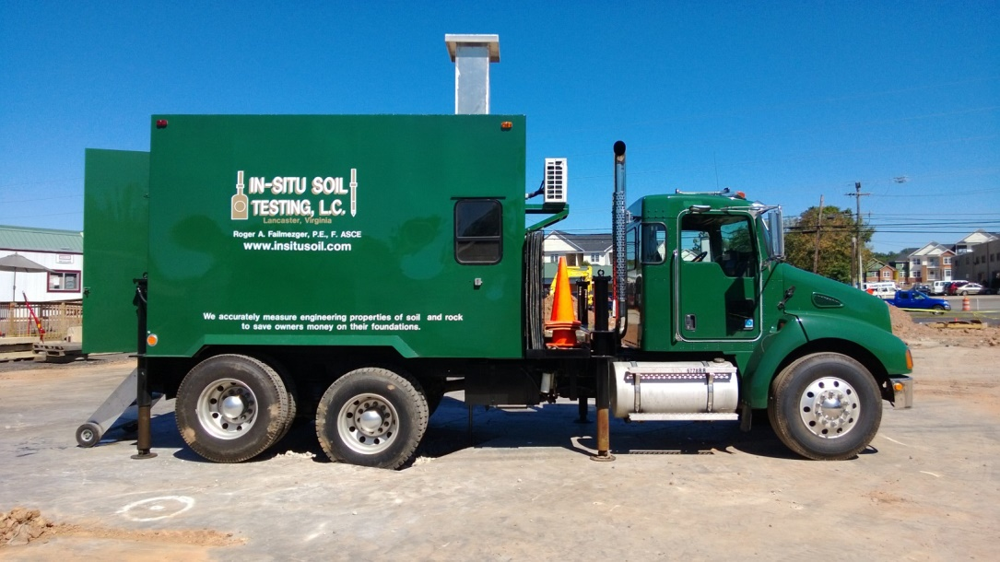 IN-SITU SOIL
TESTING, L.C.
Lancaster, Virginia
Roger A. Failmezger, P.E., F. ASCE
www.insitusoil.com
We accurately measure engineering properties of soil and rock
to save owners money on their foundations.